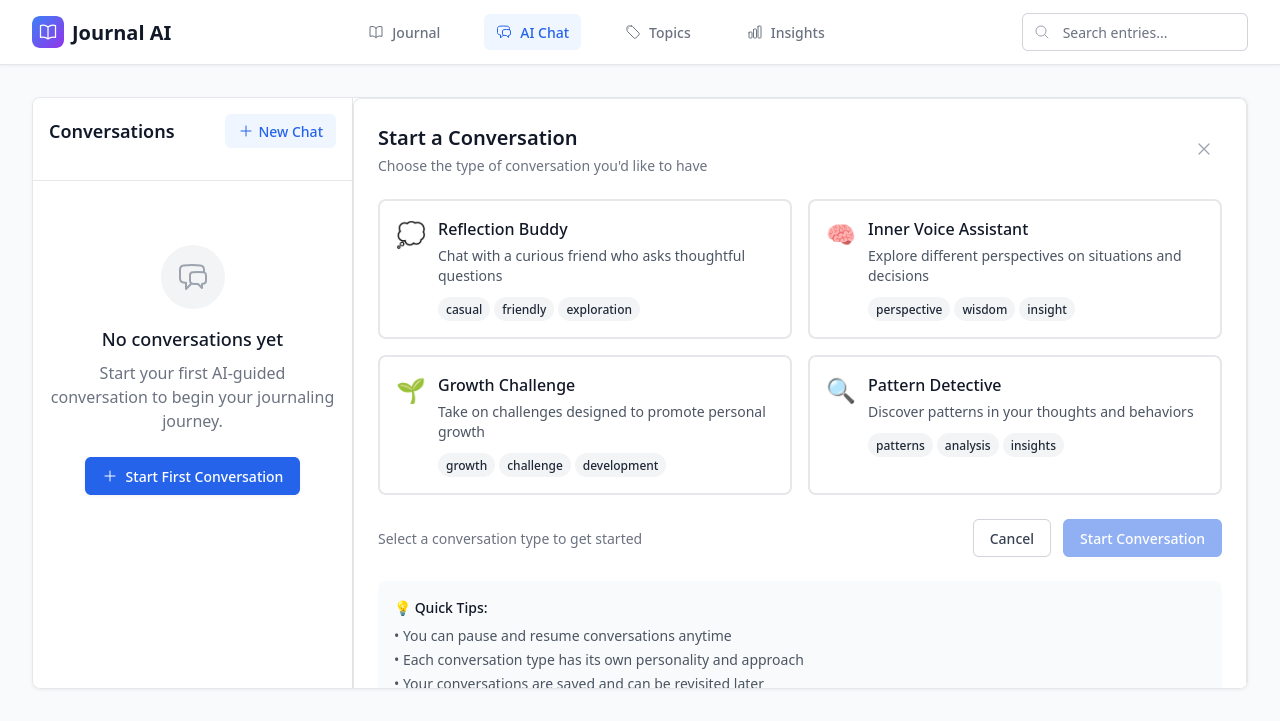 Journal AI
Journal
AI Chat
Topics
Insights
Search entries...
Conversations
New Chat
No conversations yet
Start your first AI-guided
conversation to begin your journaling
journey.
Start First Conversation
Start a Conversation
Choose the type of conversation you'd like to have
Reflection Buddy
Chat with a curious friend who asks thoughtful
questions
casual friendly exploration
Inner Voice Assistant
Explore different perspectives on situations and
decisions
perspective wisdom insight
Growth Challenge
Take on challenges designed to promote personal
growth
growth challenge development
Pattern Detective
Discover patterns in your thoughts and behaviors
patterns analysis insights
Select a conversation type to get started
Cancel
Start Conversation
💡 Quick Tips:
• You can pause and resume conversations anytime
• Each conversation type has its own personality and approach
• Your conversations are saved and can be revisited later